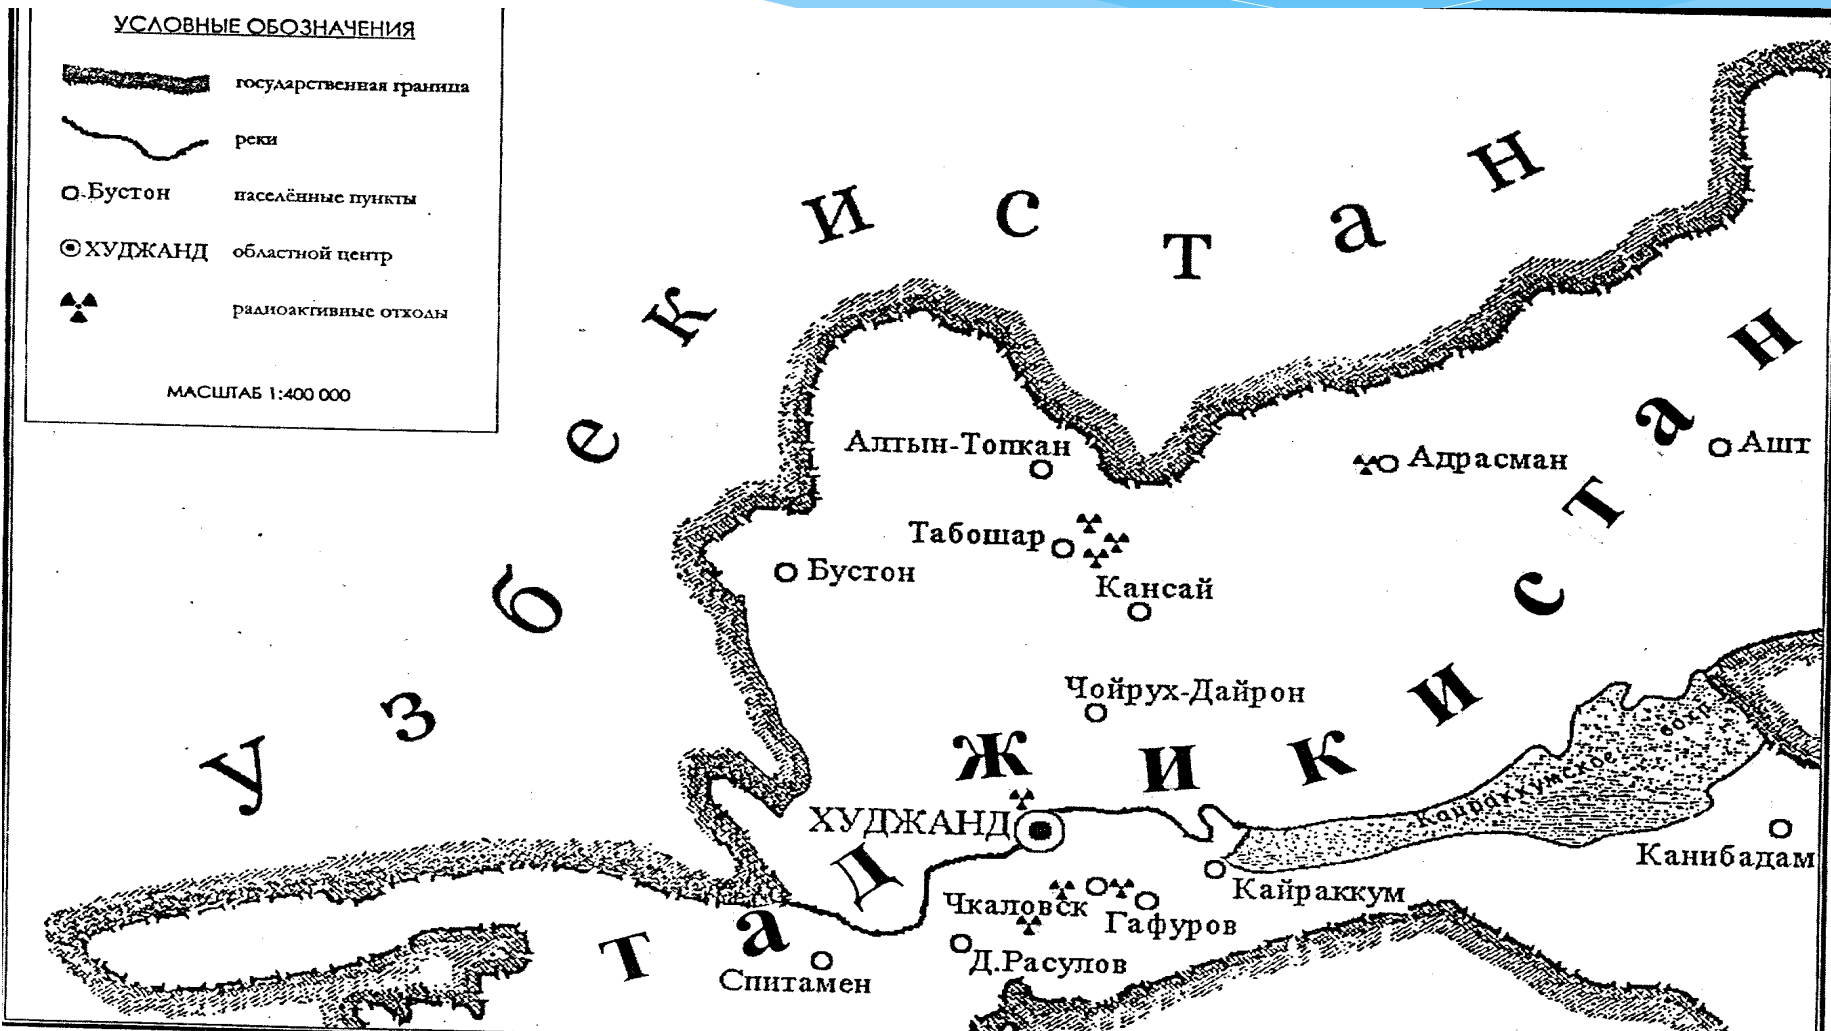 УСЛОВНЫЕ ОБОЗНАЧЕНИЯ
государственная граница
реки
Бустон населённые пункты
ХУДЖАНД областной центр
радиоактивные отходы
МАСШТАБ 1:400 000
Узбекистан
Таджикистан
Алтын-Топкан
Адрасман
Ашт
Табошар
Бустон
Кансай
Чойрух-Дайрон
ХУДЖАНД
Кайраккумское вохр
Канибадам
Кайраккум
Чкаловск
Гафуров
Д.Расулов
Спитамен